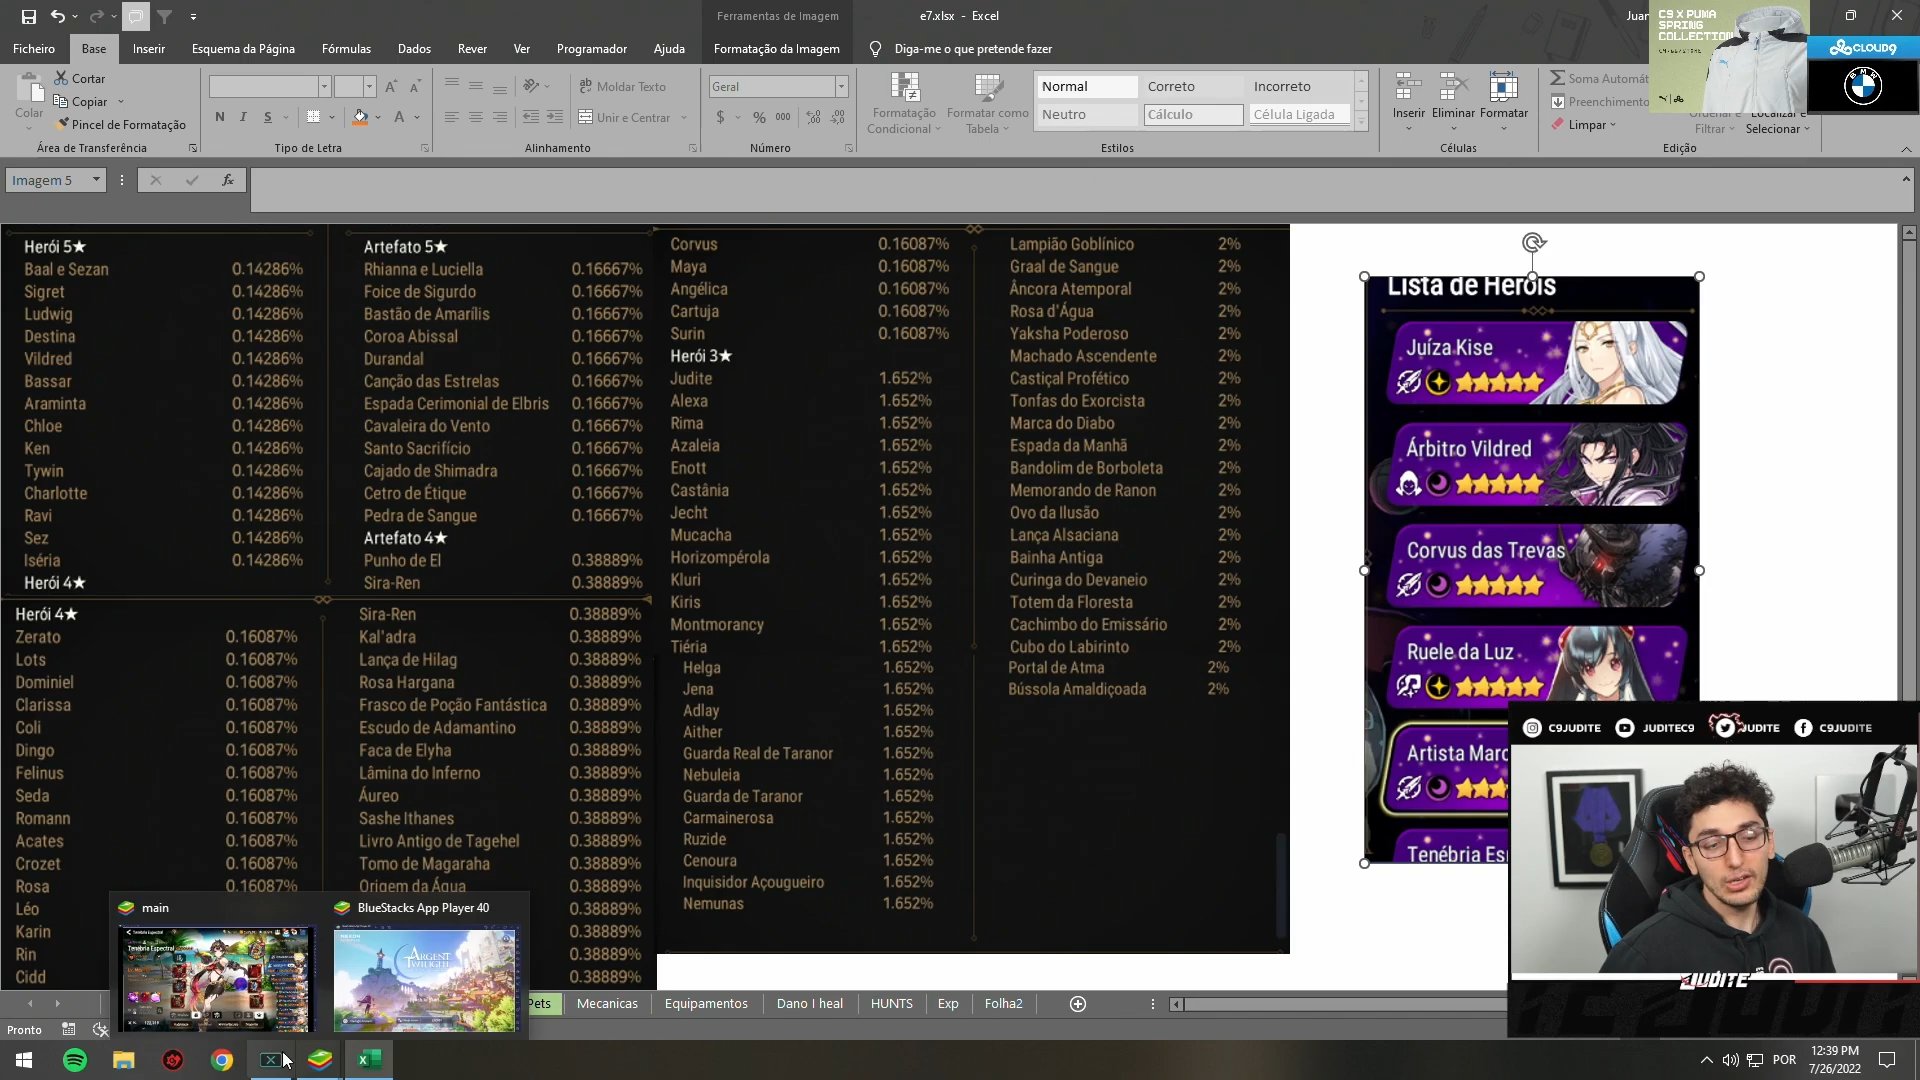 Ferramentas de Imagem
e7.xlsx - Excel
Juan
Ficheiro
Base
Inserir
Esquema da Página
Fórmulas
Dados
Rever
Ver
Programador
Ajuda
Formatação da Imagem
Diga-me o que pretende fazer
C9 X PUMA
SPRING
COLLECTION
CLOUD9
BMW
Colar
Cortar
Copiar
Pincel de Formatação
Área de Transferência
N I S
Tipo de Letra
Moldar Texto
Unir e Centrar
Alinhamento
Geral
$ % 000
Número
Formatação
Condicional
Formatar como
Tabela
Normal
Correto
Incorreto
Neutro
Cálculo
Célula Ligada
Estilos
Inserir
Eliminar
Formatar
Células
Soma Automát
Preenchimento
Limpar
Ordenar e
Filtrar
Localizar e
Selecionar
Edição
Imagem 5
fx
Herói 5★
Baal e Sezan 0.14286%
Sigret 0.14286%
Ludwig 0.14286%
Destina 0.14286%
Vildred 0.14286%
Bassar 0.14286%
Araminta 0.14286%
Chloe 0.14286%
Ken 0.14286%
Tywin 0.14286%
Charlotte 0.14286%
Ravi 0.14286%
Sez 0.14286%
Iséria 0.14286%
Herói 4★
Artefato 5★
Rhianna e Luciella 0.16667%
Foice de Sigurdo 0.16667%
Bastão de Amarílis 0.16667%
Coroa Abissal 0.16667%
Durandal 0.16667%
Canção das Estrelas 0.16667%
Espada Cerimonial de Elbris 0.16667%
Cavaleira do Vento 0.16667%
Santo Sacrifício 0.16667%
Cajado de Shimadra 0.16667%
Cetro de Étique 0.16667%
Pedra de Sangue 0.16667%
Artefato 4★
Punho de El 0.38889%
Sira-Ren 0.38889%
Herói 4★
Zerato 0.16087%
Lots 0.16087%
Dominiel 0.16087%
Clarissa 0.16087%
Coli 0.16087%
Dingo 0.16087%
Felinus 0.16087%
Seda 0.16087%
Romann 0.16087%
Acates 0.16087%
Crozet 0.16087%
Rosa 0.16087%
Léo
Karin
Rin
Cidd
Sira-Ren 0.38889%
Kal'adra 0.38889%
Lança de Hilag 0.38889%
Rosa Hargana 0.38889%
Frasco de Poção Fantástica 0.38889%
Escudo de Adamantino 0.38889%
Faca de Elyha 0.38889%
Lâmina do Inferno 0.38889%
Áureo 0.38889%
Sashe Ithanes 0.38889%
Livro Antigo de Tagehel 0.38889%
Tomo de Magaraha 0.38889%
Origem da Água 0.38889%
0.38889%
0.38889%
0.38889%
0.38889%
Corvus 0.16087%
Maya 0.16087%
Angélica 0.16087%
Cartuja 0.16087%
Surin 0.16087%
Herói 3★
Judite 1.652%
Alexa 1.652%
Rima 1.652%
Azaleia 1.652%
Enott 1.652%
Castânia 1.652%
Jecht 1.652%
Mucacha 1.652%
Horizompérola 1.652%
Kluri 1.652%
Kiris 1.652%
Montmorancy 1.652%
Tiéria 1.652%
Helga 1.652%
Jena 1.652%
Adlay 1.652%
Aither 1.652%
Guarda Real de Taranor 1.652%
Nebuleia 1.652%
Guarda de Taranor 1.652%
Carmainerosa 1.652%
Ruzide 1.652%
Cenoura 1.652%
Inquisidor Açougueiro 1.652%
Nemunas 1.652%
Lampião Goblínico 2%
Graal de Sangue 2%
Âncora Atemporal 2%
Rosa d'Água 2%
Yaksha Poderoso 2%
Machado Ascendente 2%
Castiçal Profético 2%
Tonfas do Exorcista 2%
Marca do Diabo 2%
Espada da Manhã 2%
Bandolim de Borboleta 2%
Memorando de Ranon 2%
Ovo da Ilusão 2%
Lança Alsaciana 2%
Bainha Antiga 2%
Curinga do Devaneio 2%
Totem da Floresta 2%
Cachimbo do Emissário 2%
Cubo do Labirinto 2%
Portal de Atma 2%
Bússola Amaldiçoada 2%
Lista de Heróis
Juíza Kise
Árbitro Vildred
Corvus das Trevas
Ruele da Luz
Artista Marc
Tenébria Es
C9JUDITE
JUDITEC9
JUDITE
C9JUDITE
JUDITE
main
BlueStacks App Player 40
Tenébria Espectral
ARGENT
TWILIGHT
Pets
Mecanicas
Equipamentos
Dano I heal
HUNTS
Exp
Folha2
Pronto
POR
12:39 PM
7/26/2022